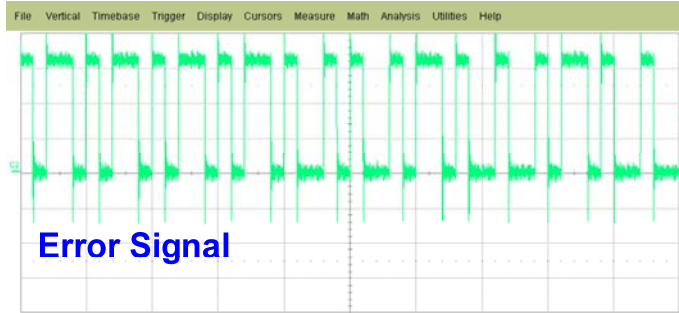 File Vertical Timebase Trigger Display Cursors Measure Math Analysis Utilities Help
C2
Error Signal